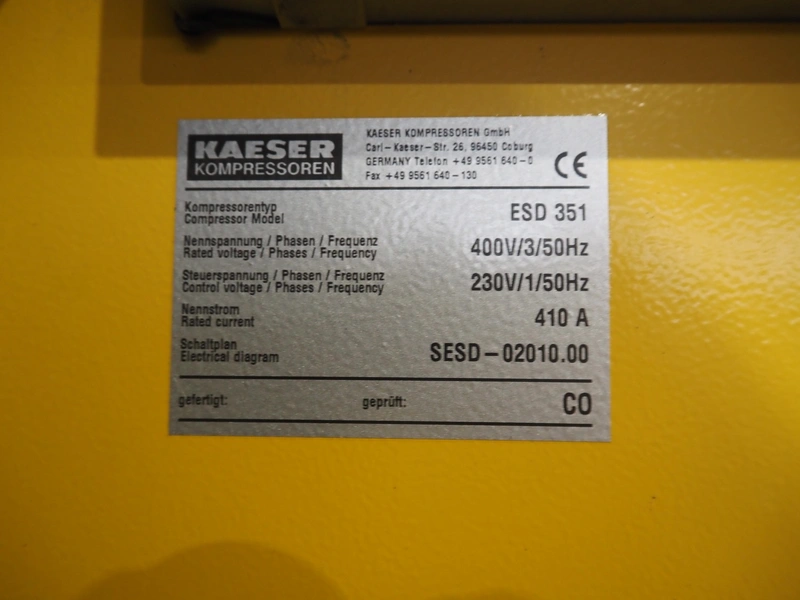 KAESER
KOMPRESSOREN
KAESER KOMPRESSOREN GmbH
Carl-Kaeser-Str. 26, 96450 Coburg
GERMANY Telefon +49 9561 640-0
Fax +49 9561 640-130
CE
Kompressorentyp
Compressor Model
ESD 351
Nennspannung / Phasen / Frequenz
Rated voltage / Phases / Frequency
400V/3/50Hz
Steuerspannung / Phasen / Frequenz
Control voltage / Phases / Frequency
230V/1/50Hz
Nennstrom
Rated current
410 A
Schaltplan
Electrical diagram
SESD-02010.00
gefertigt:
geprüft:
CO